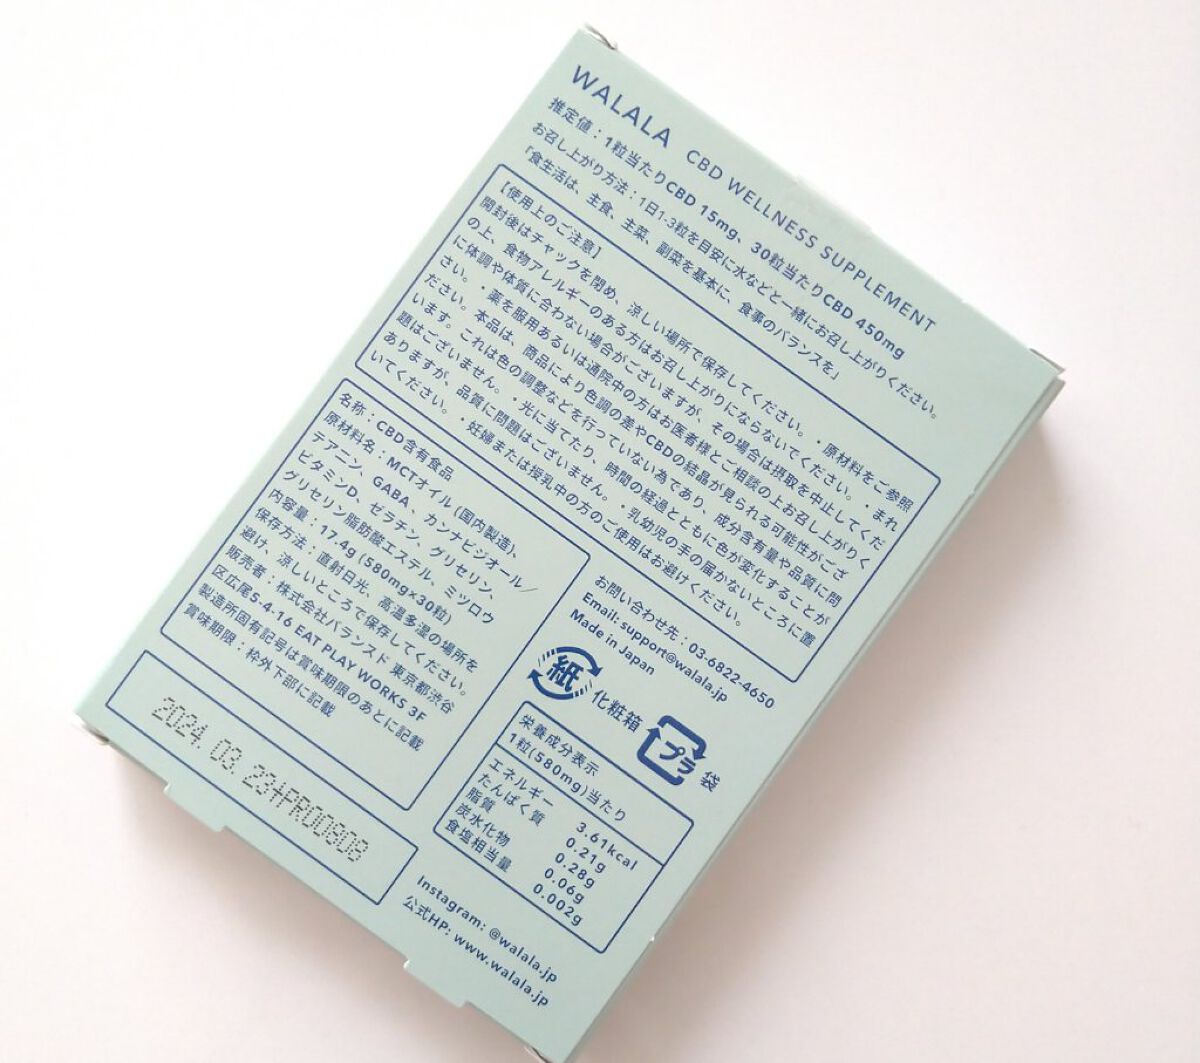 WALALA CBD WELLNESS SUPPLEMENT
推定値：1粒当たりCBD 15mg、30粒当たりCBD 450mg
お召し上がり方法：1日1-3粒を目安に水などと一緒にお召し上がりください。
「食生活は、主食、主菜、副菜を基本に、食事のバランスを」
【使用上のご注意】
開封後はチャックを閉め、涼しい場所で保存してください。・原材料をご参照
の上、食物アレルギーのある方はお召し上がりにならないでください。・まれ
に体調や体質に合わない場合がございますが、その場合は摂取を中止してくだ
さい。・薬を服用あるいは通院中の方はお医者様とご相談の上お召し上がりく
ださい。本品は、商品により色調の差やCBDの結晶が見られる可能性がござ
います。これは色の調整などを行っていない為であり、成分含有量や品質に問
題はございません。・光に当てたり、時間の経過とともに色が変化することが
ありますが、品質に問題はございません。・乳幼児の手の届かないところに置
いてください。・妊婦または授乳中の方のご使用はお避けください。
名称：CBD含有食品
原材料名：MCTオイル（国内製造）、
テアニン、GABA、カンナビジオール／
ビタミンD、ゼラチン、グリセリン、
グリセリン脂肪酸エステル、ミツロウ
内容量：17.4g（580mg×30粒）
保存方法：直射日光、高温多湿の場所を
避け、涼しいところで保存してください。
販売者：株式会社バランスド 東京都渋谷
区広尾5-4-16 EAT PLAY WORKS 3F
製造所固有記号は賞味期限のあとに記載
賞味期限：枠外下部に記載
2024.03.23+PR00808
お問い合わせ先：03-6822-4650
Email: support@walala.jp
Made in Japan
紙 化粧箱 プラ 袋
栄養成分表示
1粒(580mg)当たり
エネルギー 3.61kcal
たんぱく質 0.21g
脂質 0.28g
炭水化物 0.06g
食塩相当量 0.002g
Instagram: @walala.jp
公式HP: www.walala.jp